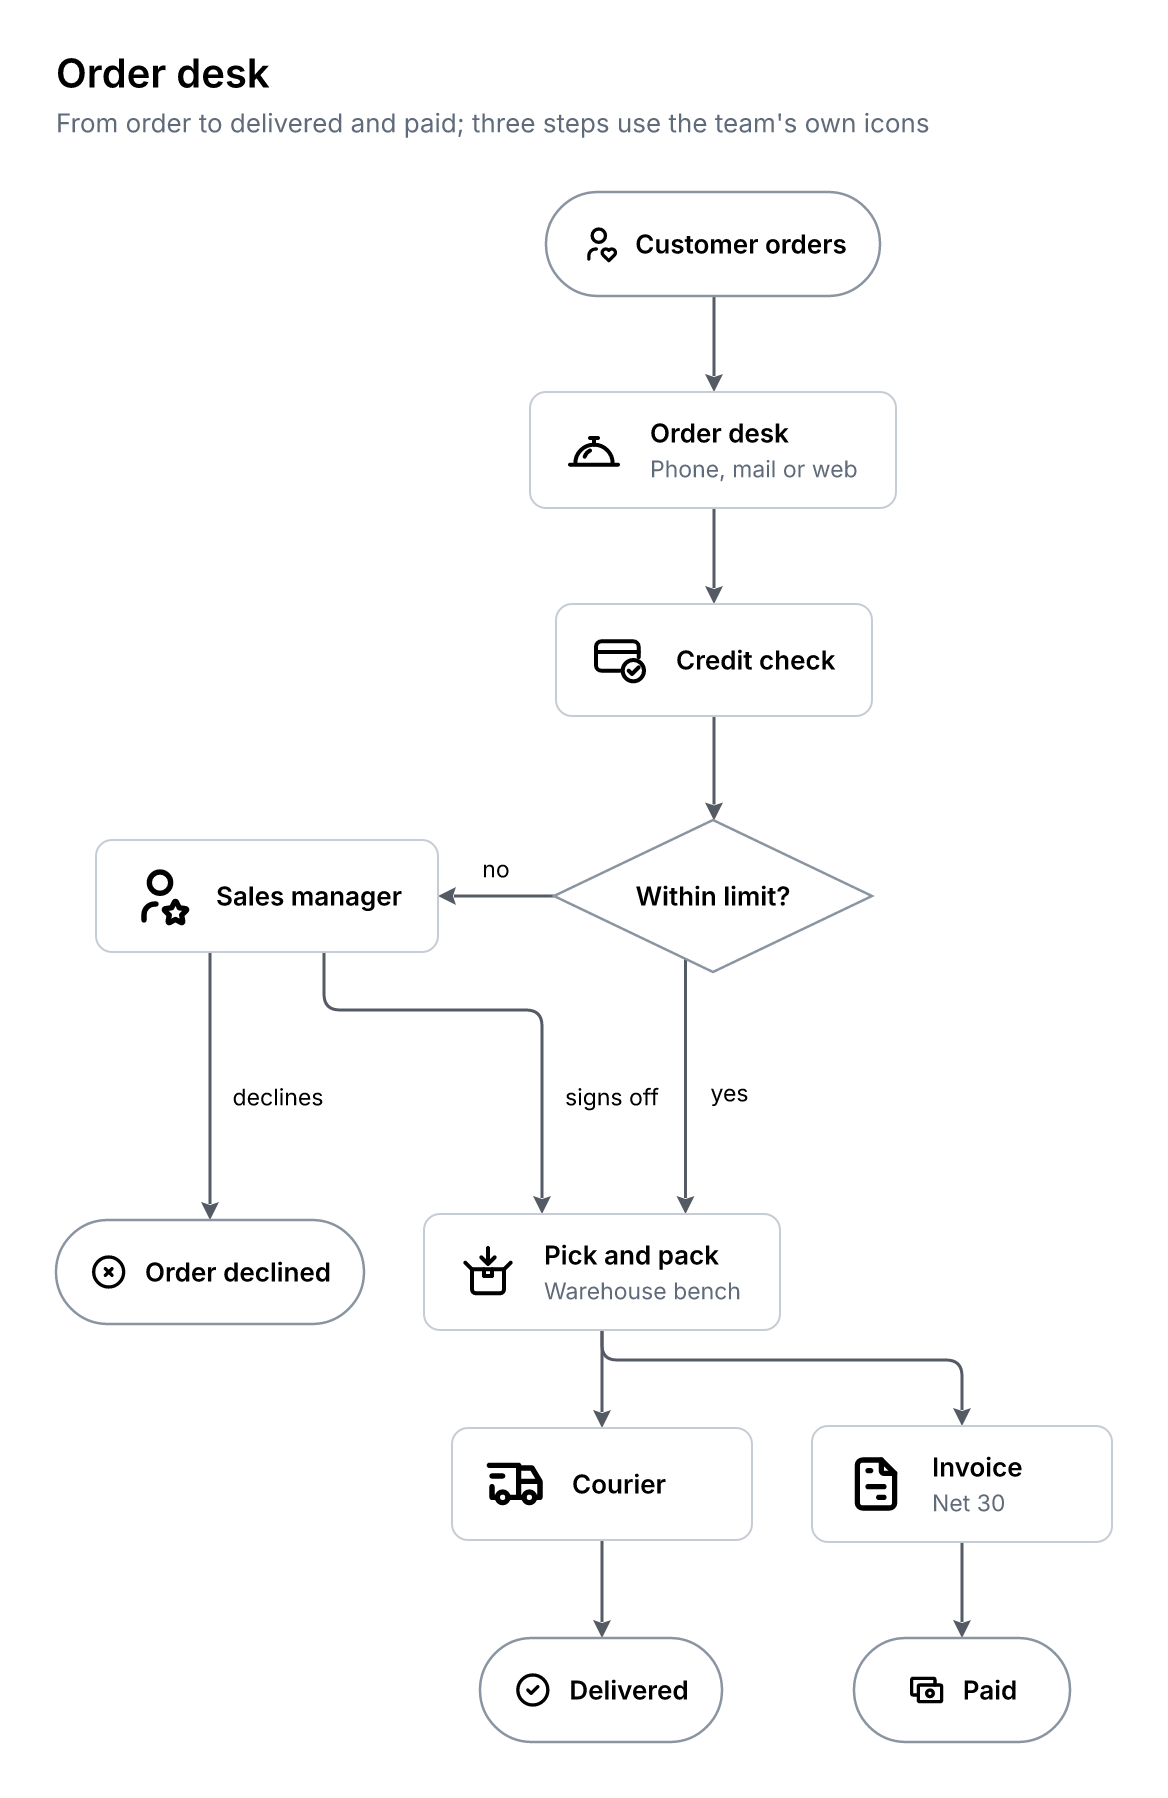 Order desk
From order to delivered and paid; three steps use the team's own icons
Customer orders
Order desk
Phone, mail or web
Credit check
no
Sales manager
Within limit?
declines
signs off
yes
Order declined
Pick and pack
Warehouse bench
Courier
Invoice
Net 30
Delivered
Paid